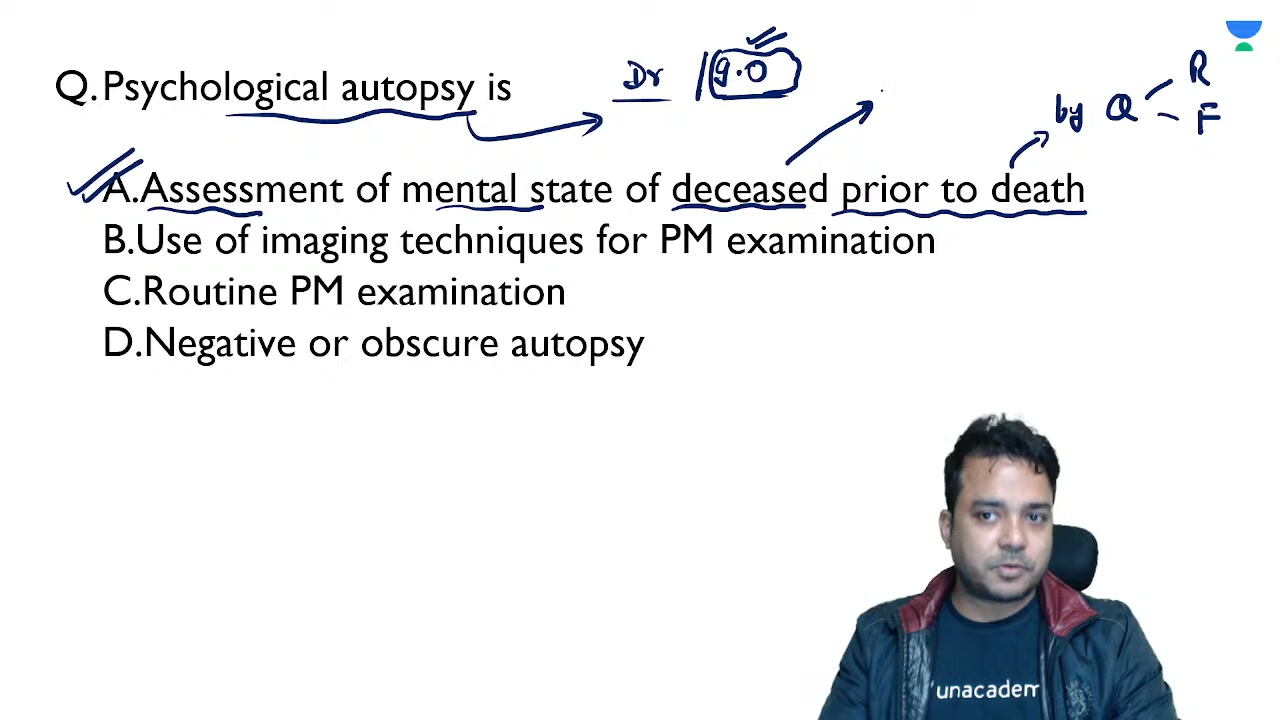 Q. Psychological autopsy is
Dr / I.O
by Q R F
A. Assessment of mental state of deceased prior to death
B. Use of imaging techniques for PM examination
C. Routine PM examination
D. Negative or obscure autopsy
unacadem